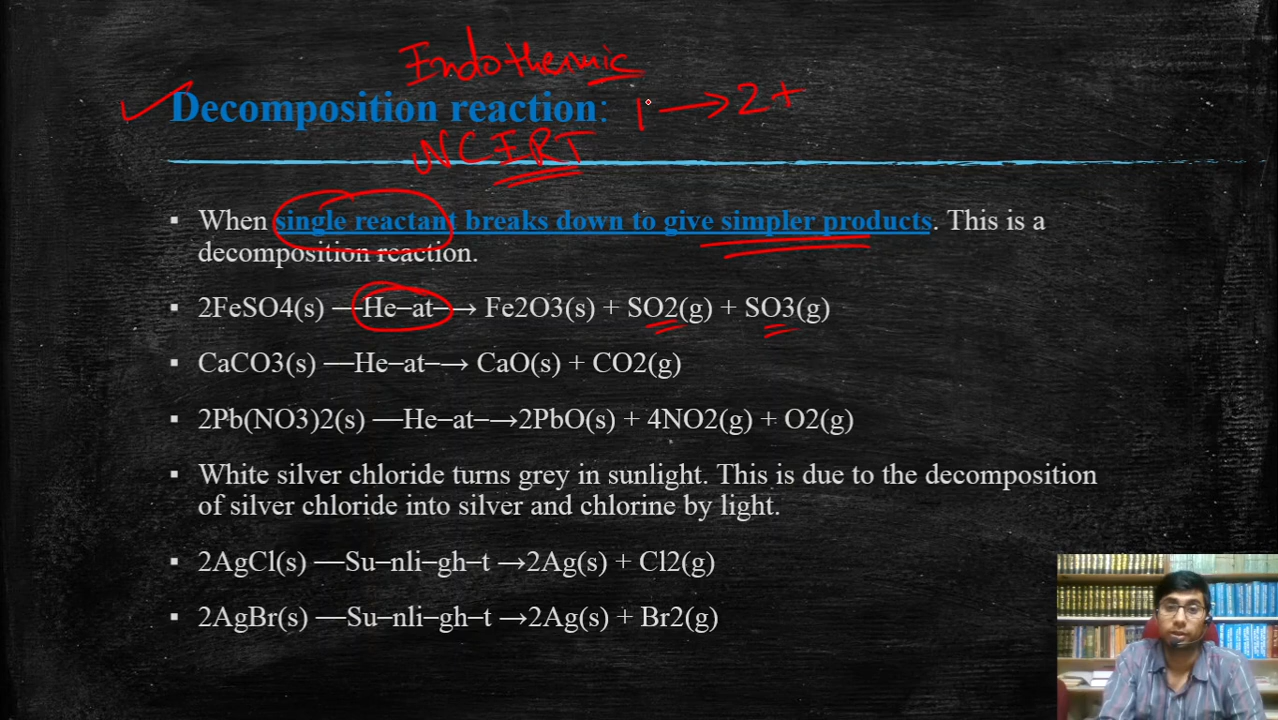 Endothermic
Decomposition reaction: 1 → 2 +
NCERT
▪ When single reactant breaks down to give simpler products. This is a
decomposition reaction.
▪ 2FeSO4(s) —He−at−→ Fe2O3(s) + SO2(g) + SO3(g)
▪ CaCO3(s) —He−at−→ CaO(s) + CO2(g)
▪ 2Pb(NO3)2(s) —He−at−→2PbO(s) + 4NO2(g) + O2(g)
▪ White silver chloride turns grey in sunlight. This is due to the decomposition
of silver chloride into silver and chlorine by light.
▪ 2AgCl(s) —Su−nli−gh−t →2Ag(s) + Cl2(g)
▪ 2AgBr(s) —Su−nli−gh−t →2Ag(s) + Br2(g)